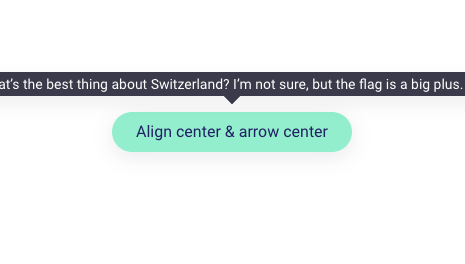 at's the best thing about Switzerland? I'm not sure, but the flag is a big plus.
Align center & arrow center